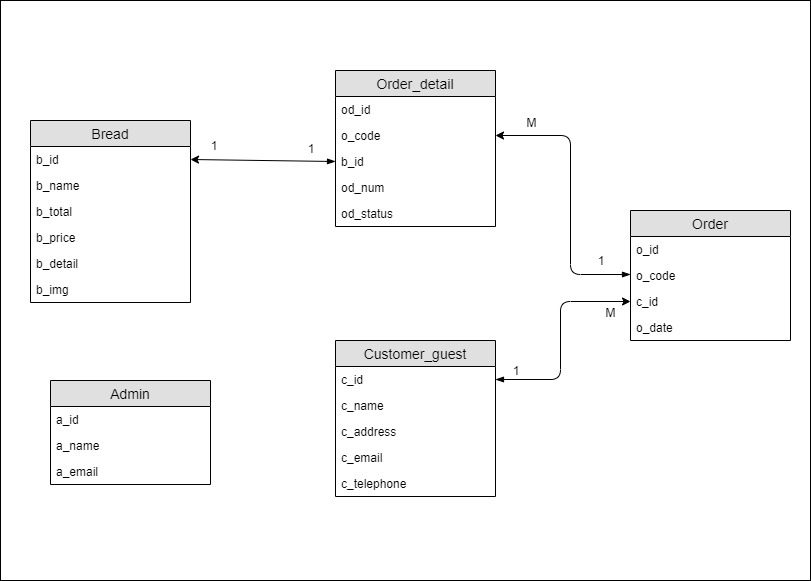 Order_detail
od_id
o_code
b_id
od_num
od_status
M
Bread
b_id
b_name
b_total
b_price
b_detail
b_img
1
1
Order
o_id
o_code
c_id
o_date
1
M
Customer_guest
c_id
c_name
c_address
c_email
c_telephone
1
Admin
a_id
a_name
a_email